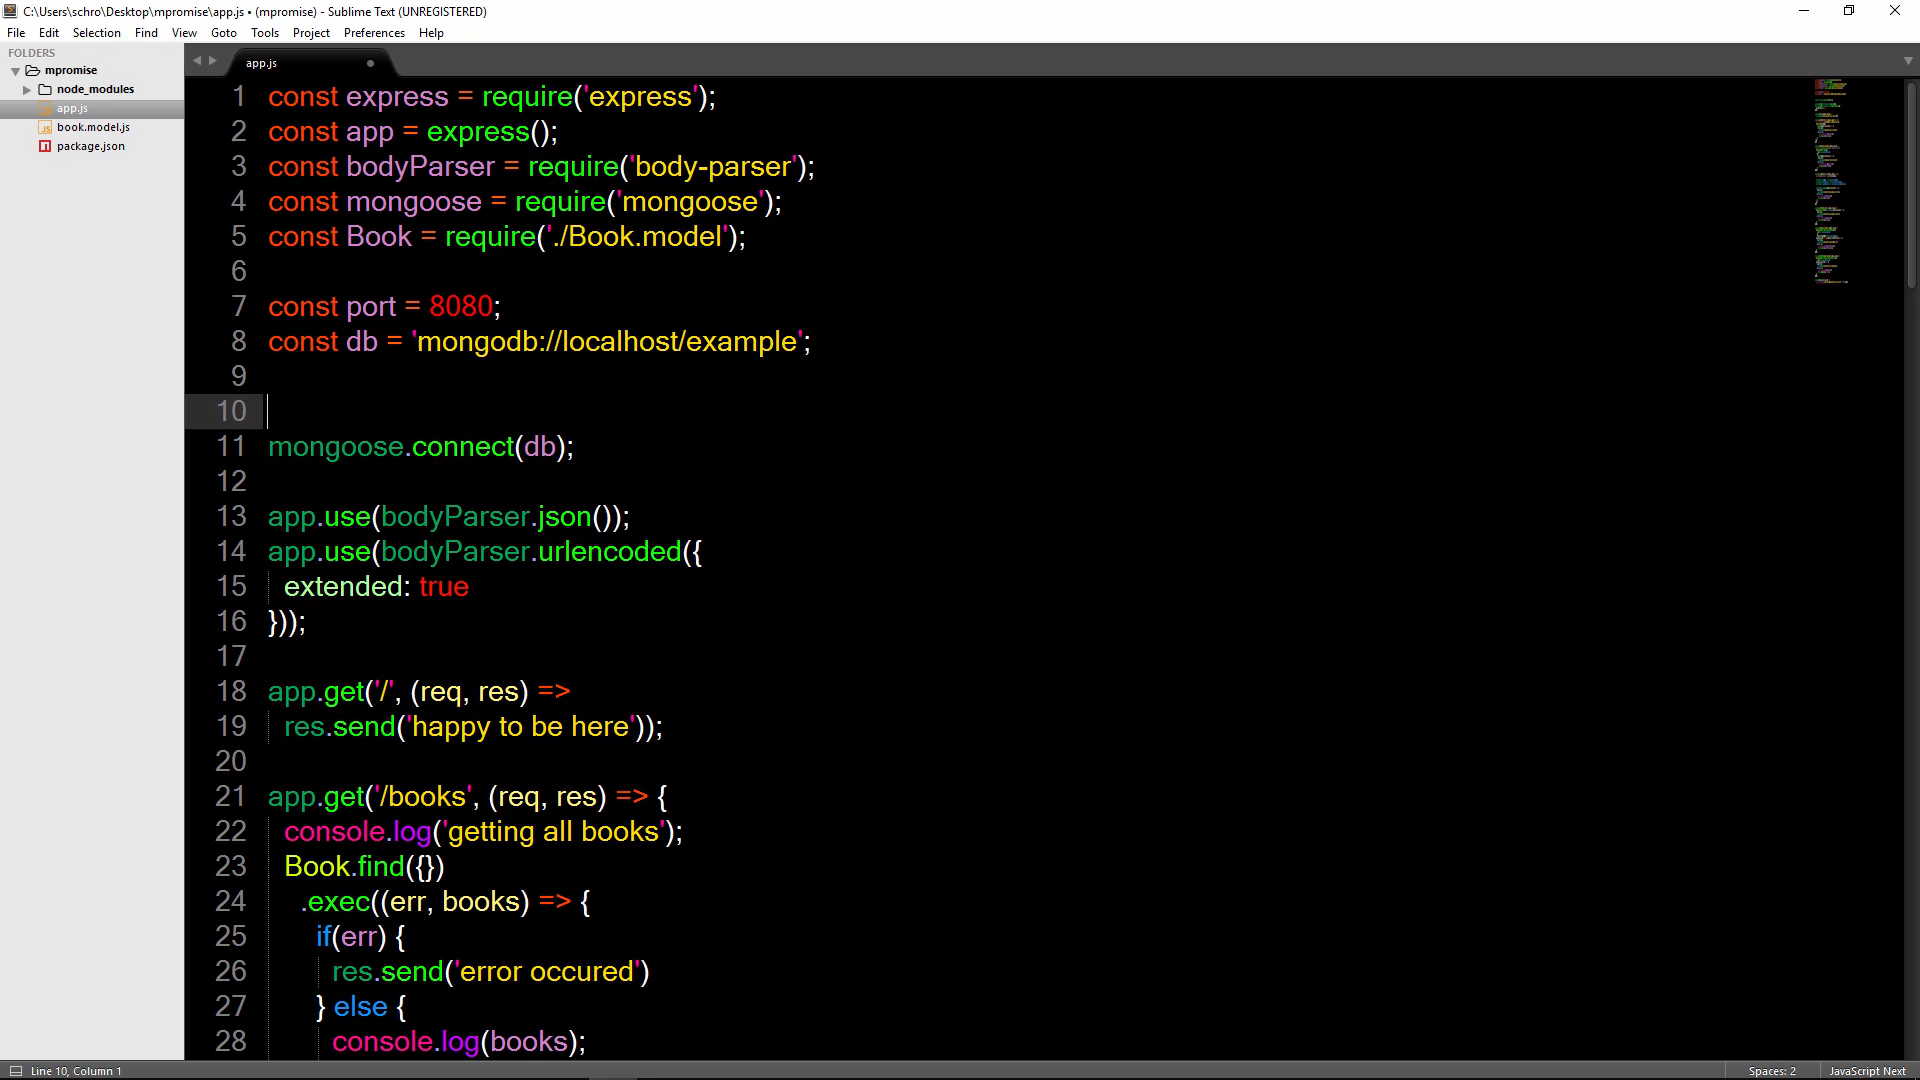 C:\Users\schro\Desktop\mpromise\app.js • (mpromise) - Sublime Text (UNREGISTERED)
File Edit Selection Find View Goto Tools Project Preferences Help
FOLDERS
mpromise
node_modules
app.js
book.model.js
package.json
app.js
1 const express = require('express');
2 const app = express();
3 const bodyParser = require('body-parser');
4 const mongoose = require('mongoose');
5 const Book = require('./Book.model');
6
7 const port = 8080;
8 const db = 'mongodb://localhost/example';
9
10
11 mongoose.connect(db);
12
13 app.use(bodyParser.json());
14 app.use(bodyParser.urlencoded({
15 extended: true
16 }));
17
18 app.get('/', (req, res) =>
19 res.send('happy to be here'));
20
21 app.get('/books', (req, res) => {
22 console.log('getting all books');
23 Book.find({})
24 .exec((err, books) => {
25 if(err) {
26 res.send('error occured')
27 } else {
28 console.log(books);
Line 10, Column 1
Spaces: 2
JavaScript Next